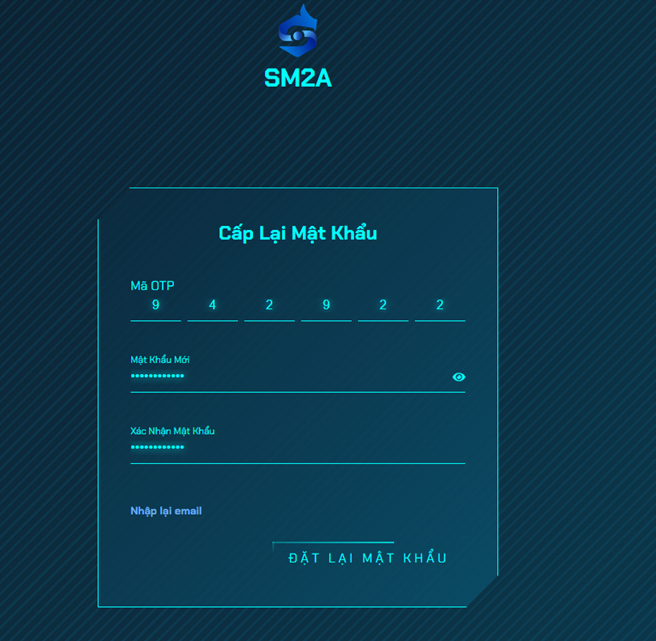 SM2A
Cấp Lại Mật Khẩu
Mã OTP
9 4 2 9 2 2
Mật Khẩu Mới
••••••••••••
Xác Nhận Mật Khẩu
••••••••••••
Nhập lại email
ĐẶT LẠI MẬT KHẨU